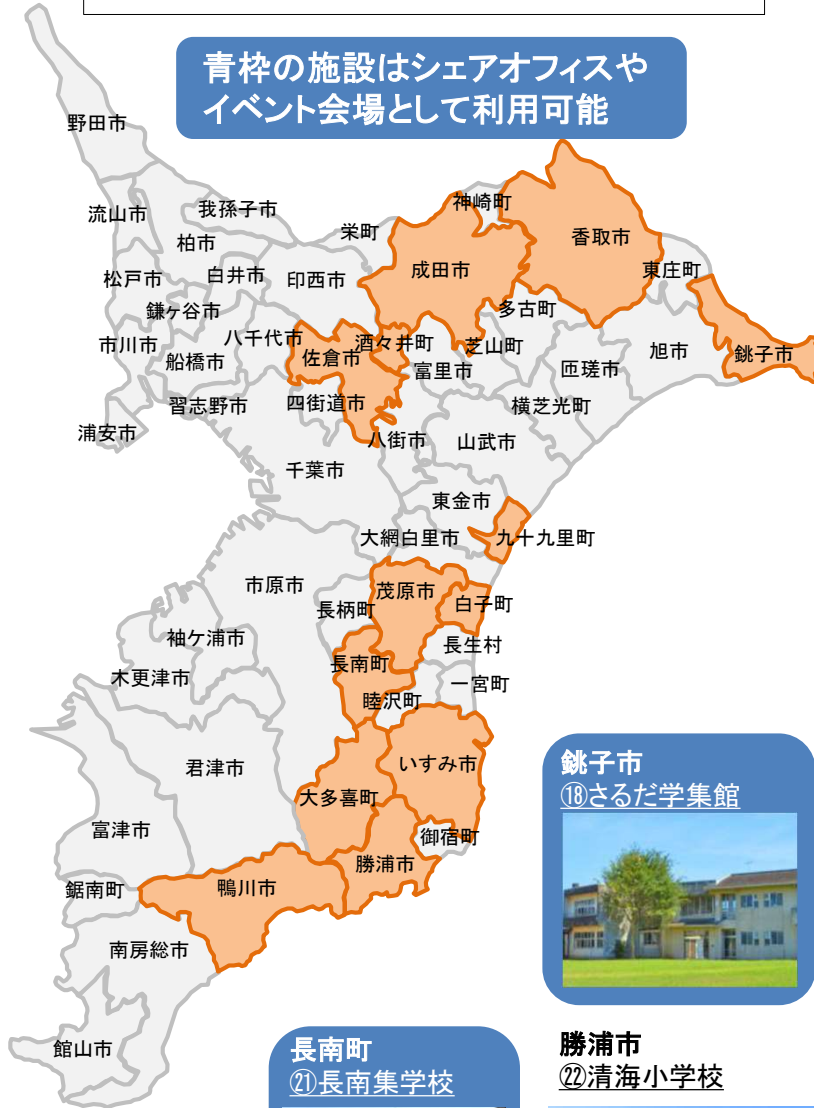 青枠の施設はシェアオフィスや
イベント会場として利用可能
野田市
流山市
我孫子市
柏市
栄町
神崎町
香取市
松戸市
白井市
印西市
成田市
東庄町
鎌ヶ谷市
多古町
市川市
船橋市
八千代市
佐倉市
酒々井町
芝山町
富里市
匝瑳市
旭市
銚子市
習志野市
四街道市
横芝光町
浦安市
八街市
山武市
千葉市
東金市
大網白里市
九十九里町
市原市
長柄町
茂原市
白子町
袖ケ浦市
長生村
木更津市
長南町
睦沢町
一宮町
君津市
いすみ市
大多喜町
富津市
御宿町
勝浦市
鋸南町
鴨川市
南房総市
館山市
銚子市
⑱さるだ学集館
長南町
㉑長南集学校
勝浦市
㉒清海小学校